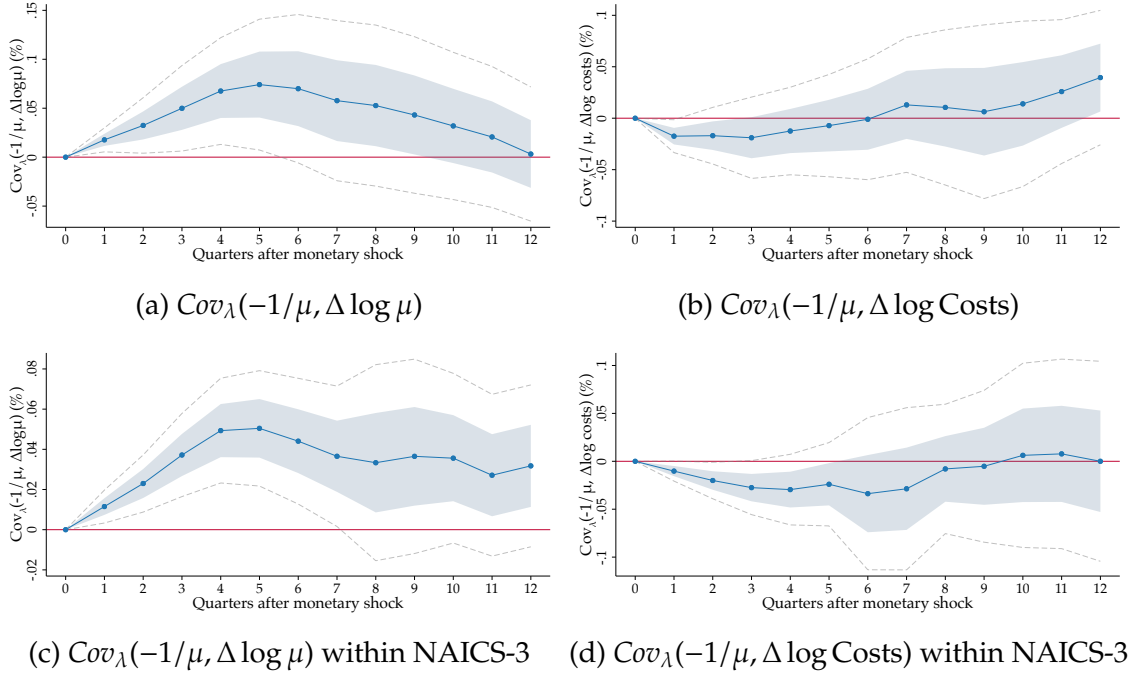 .15
.1
.05
0
-.05
Cov_λ(-1/μ, Δlogμ) (%)
0 1 2 3 4 5 6 7 8 9 10 11 12
Quarters after monetary shock
(a) Cov_λ(−1/μ, Δ log μ)
.1
.05
0
-.05
-.1
Cov_λ(-1/μ, Δlog costs) (%)
0 1 2 3 4 5 6 7 8 9 10 11 12
Quarters after monetary shock
(b) Cov_λ(−1/μ, Δ log Costs)
.08
.06
.04
.02
0
-.02
Cov_λ(-1/μ, Δlogμ) (%)
0 1 2 3 4 5 6 7 8 9 10 11 12
Quarters after monetary shock
(c) Cov_λ(−1/μ, Δ log μ) within NAICS-3
.1
.05
0
-.05
-.1
Cov_λ(-1/μ, Δlog costs) (%)
0 1 2 3 4 5 6 7 8 9 10 11 12
Quarters after monetary shock
(d) Cov_λ(−1/μ, Δ log Costs) within NAICS-3